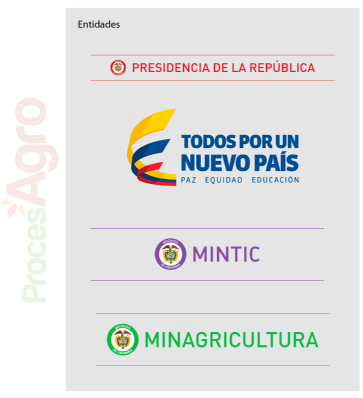 Entidades
PRESIDENCIA DE LA REPÚBLICA
TODOS POR UN
NUEVO PAÍS
PAZ EQUIDAD EDUCACIÓN
MINTIC
MINAGRICULTURA
ProcesAgro